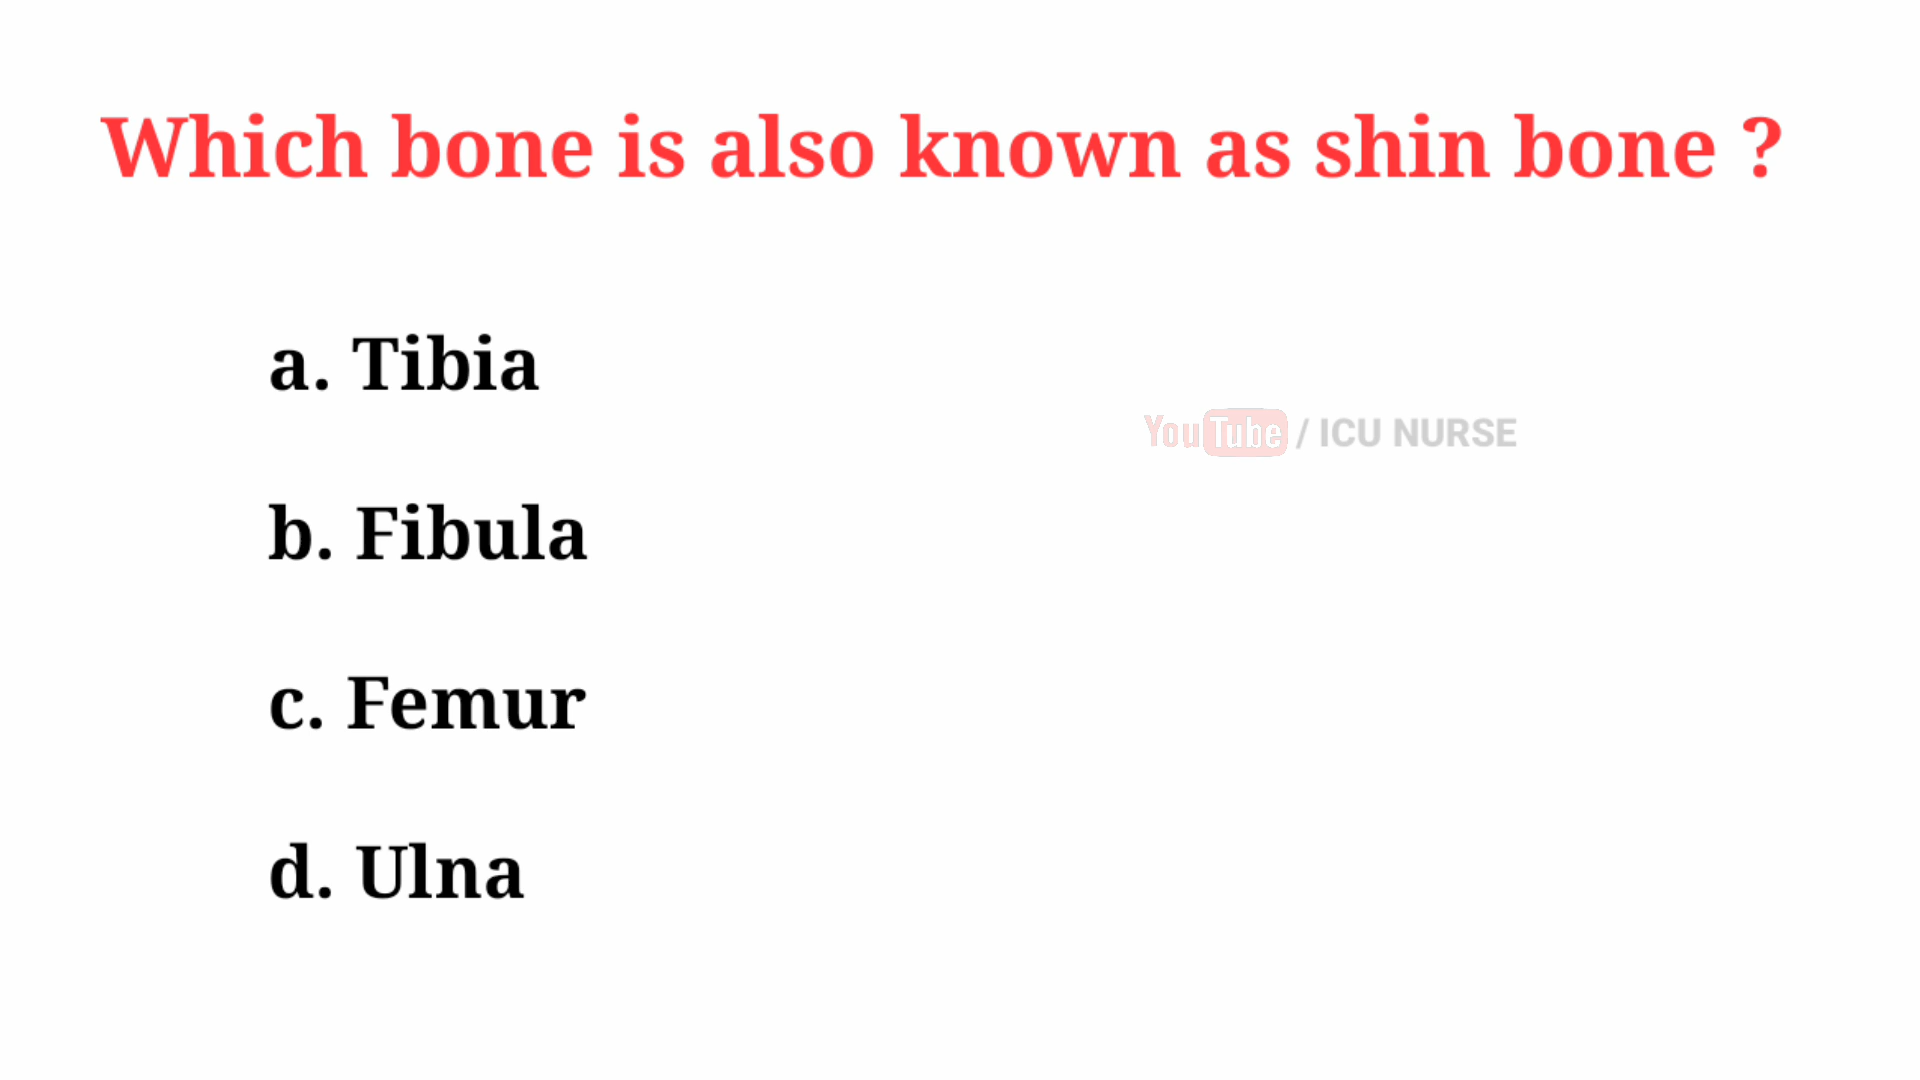 Which bone is also known as shin bone ?
a. Tibia
YouTube / ICU NURSE
b. Fibula
c. Femur
d. Ulna